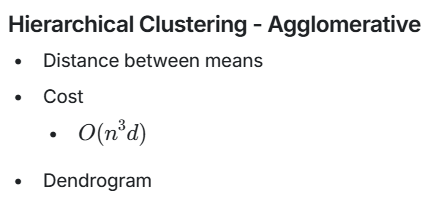 Hierarchical Clustering - Agglomerative
• Distance between means
• Cost
• O(n³d)
• Dendrogram